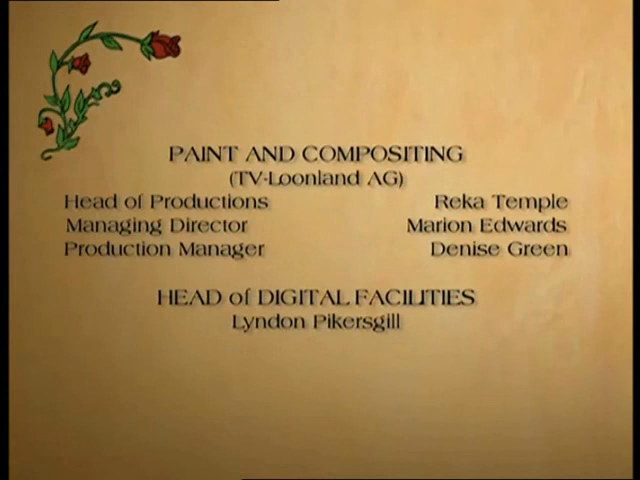 PAINT AND COMPOSITING
(TV-Loonland AG)
Head of Productions Reka Temple
Managing Director Marion Edwards
Production Manager Denise Green
HEAD of DIGITAL FACILITIES
Lyndon Pikersgill